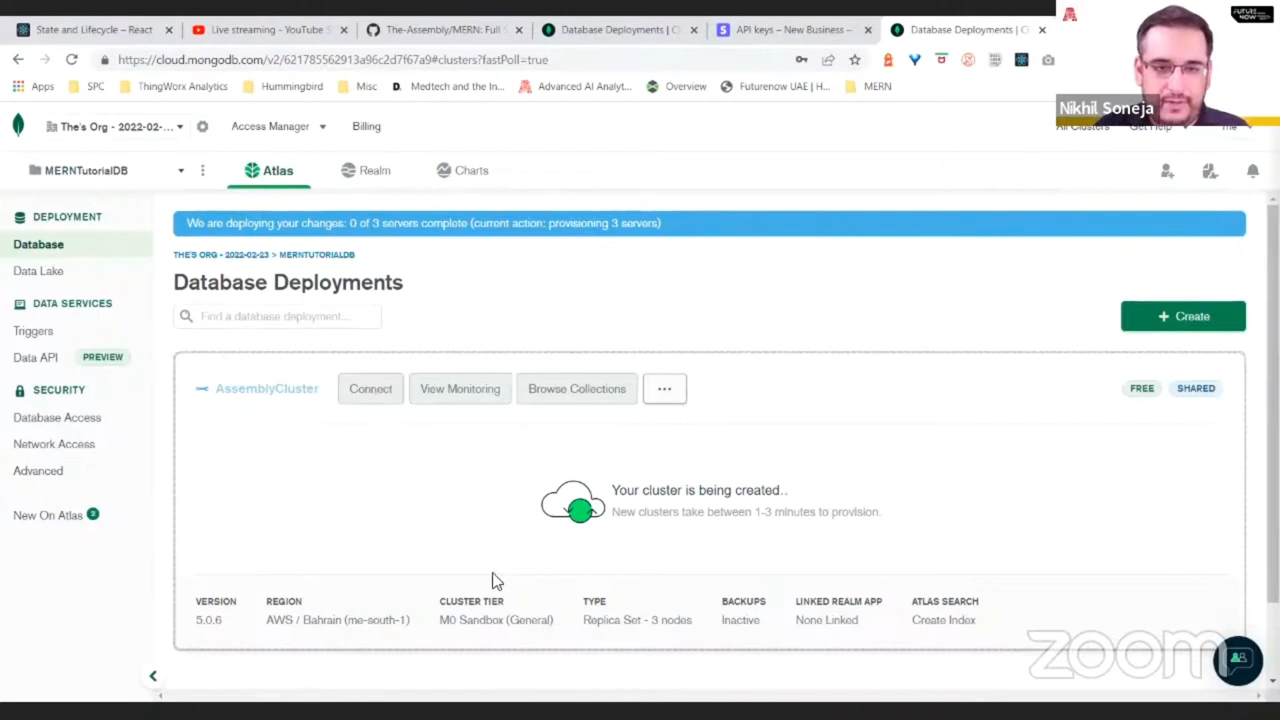 State and Lifecycle – React
Live streaming - YouTube S
The-Assembly/MERN: Full S
Database Deployments | C
API keys – New Business –
Database Deployments | C
FUTURE NOW
https://cloud.mongodb.com/v2/621785562913a96c2d7f67a9#clusters?fastPoll=true
Apps
SPC
ThingWorx Analytics
Hummingbird
Misc
Medtech and the In...
Advanced AI Analyt...
Overview
Futurenow UAE | H...
MERN
Nikhil Soneja
The's Org - 2022-02-...
Access Manager
Billing
All Clusters
Get Help
The
MERNTutorialDB
Atlas
Realm
Charts
DEPLOYMENT
Database
Data Lake
DATA SERVICES
Triggers
Data API PREVIEW
SECURITY
Database Access
Network Access
Advanced
New On Atlas 2
We are deploying your changes: 0 of 3 servers complete (current action: provisioning 3 servers)
THE'S ORG - 2022-02-23 > MERNTUTORIALDB
Database Deployments
Find a database deployment...
+ Create
AssemblyCluster
Connect
View Monitoring
Browse Collections
...
FREE
SHARED
Your cluster is being created..
New clusters take between 1-3 minutes to provision.
VERSION
5.0.6
REGION
AWS / Bahrain (me-south-1)
CLUSTER TIER
M0 Sandbox (General)
TYPE
Replica Set - 3 nodes
BACKUPS
Inactive
LINKED REALM APP
None Linked
ATLAS SEARCH
Create Index
zoom